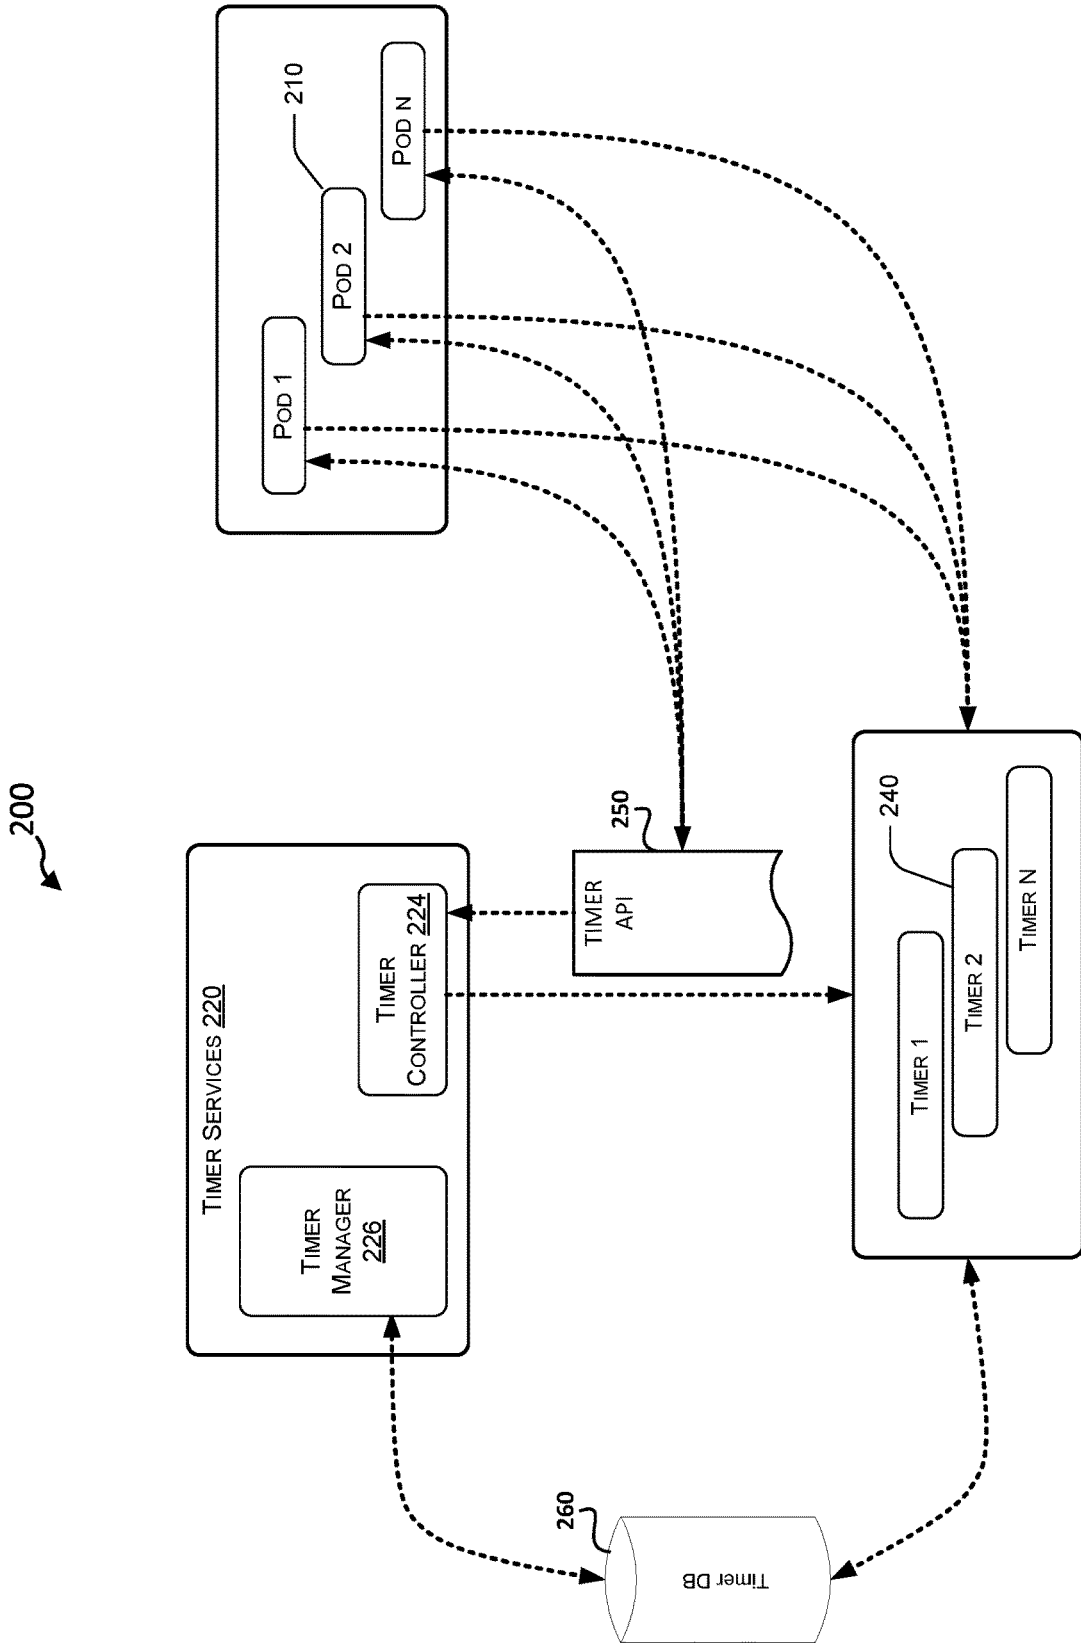 200
TIMER SERVICES 220
TIMER
MANAGER
226
TIMER
CONTROLLER 224
POD 1
POD 2
POD N
210
TIMER
API
250
Timer DB
260
TIMER 1
TIMER 2
TIMER N
240